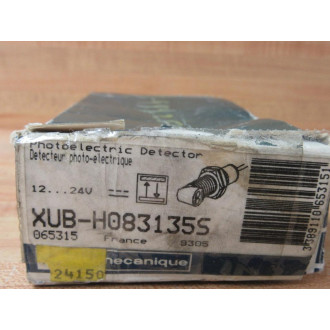 Photoelectric Detector
Detecteur photo-electrique
12...24V
XUB-H083135S
065315 France 9305
mecanique
24150